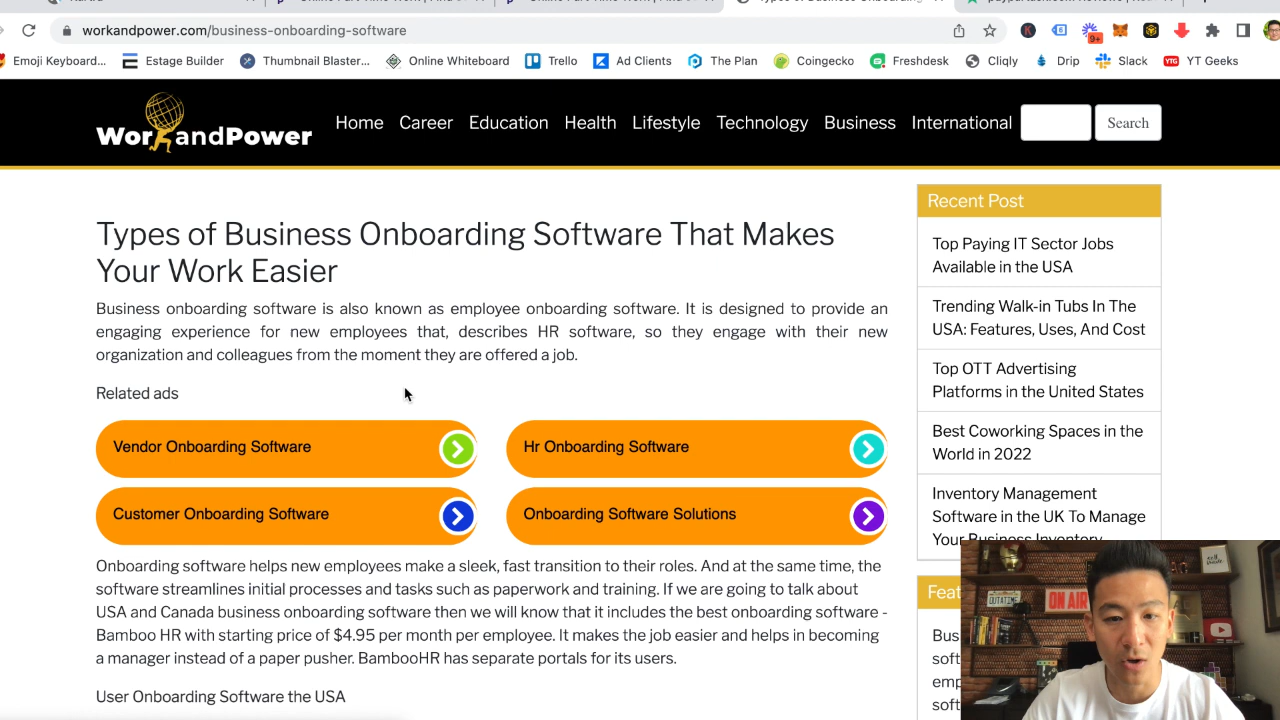 workandpower.com/business-onboarding-software
9+
Emoji Keyboard...
Estage Builder
Thumbnail Blaster...
Online Whiteboard
Trello
Ad Clients
The Plan
Coingecko
Freshdesk
Cliqly
Drip
Slack
YTG
YT Geeks
WorkandPower
Home
Career
Education
Health
Lifestyle
Technology
Business
International
Search
Types of Business Onboarding Software That Makes
Your Work Easier
Business onboarding software is also known as employee onboarding software. It is designed to provide an
engaging experience for new employees that, describes HR software, so they engage with their new
organization and colleagues from the moment they are offered a job.
Related ads
Vendor Onboarding Software
Hr Onboarding Software
Customer Onboarding Software
Onboarding Software Solutions
Onboarding software helps new employees make a sleek, fast transition to their roles. And at the same time, the
software streamlines initial processes and tasks such as paperwork and training. If we are going to talk about
USA and Canada business onboarding software then we will know that it includes the best onboarding software -
Bamboo HR with starting price of $4.95 per month per employee. It makes the job easier and helps in becoming
a manager instead of a paper pusher. BambooHR has separate portals for its users.
User Onboarding Software the USA
Recent Post
Top Paying IT Sector Jobs
Available in the USA
Trending Walk-in Tubs In The
USA: Features, Uses, And Cost
Top OTT Advertising
Platforms in the United States
Best Coworking Spaces in the
World in 2022
Inventory Management
Software in the UK To Manage
Your Business Inventory
Feat
Bus
soft
emp
soft
OUTATIME
ON AIR